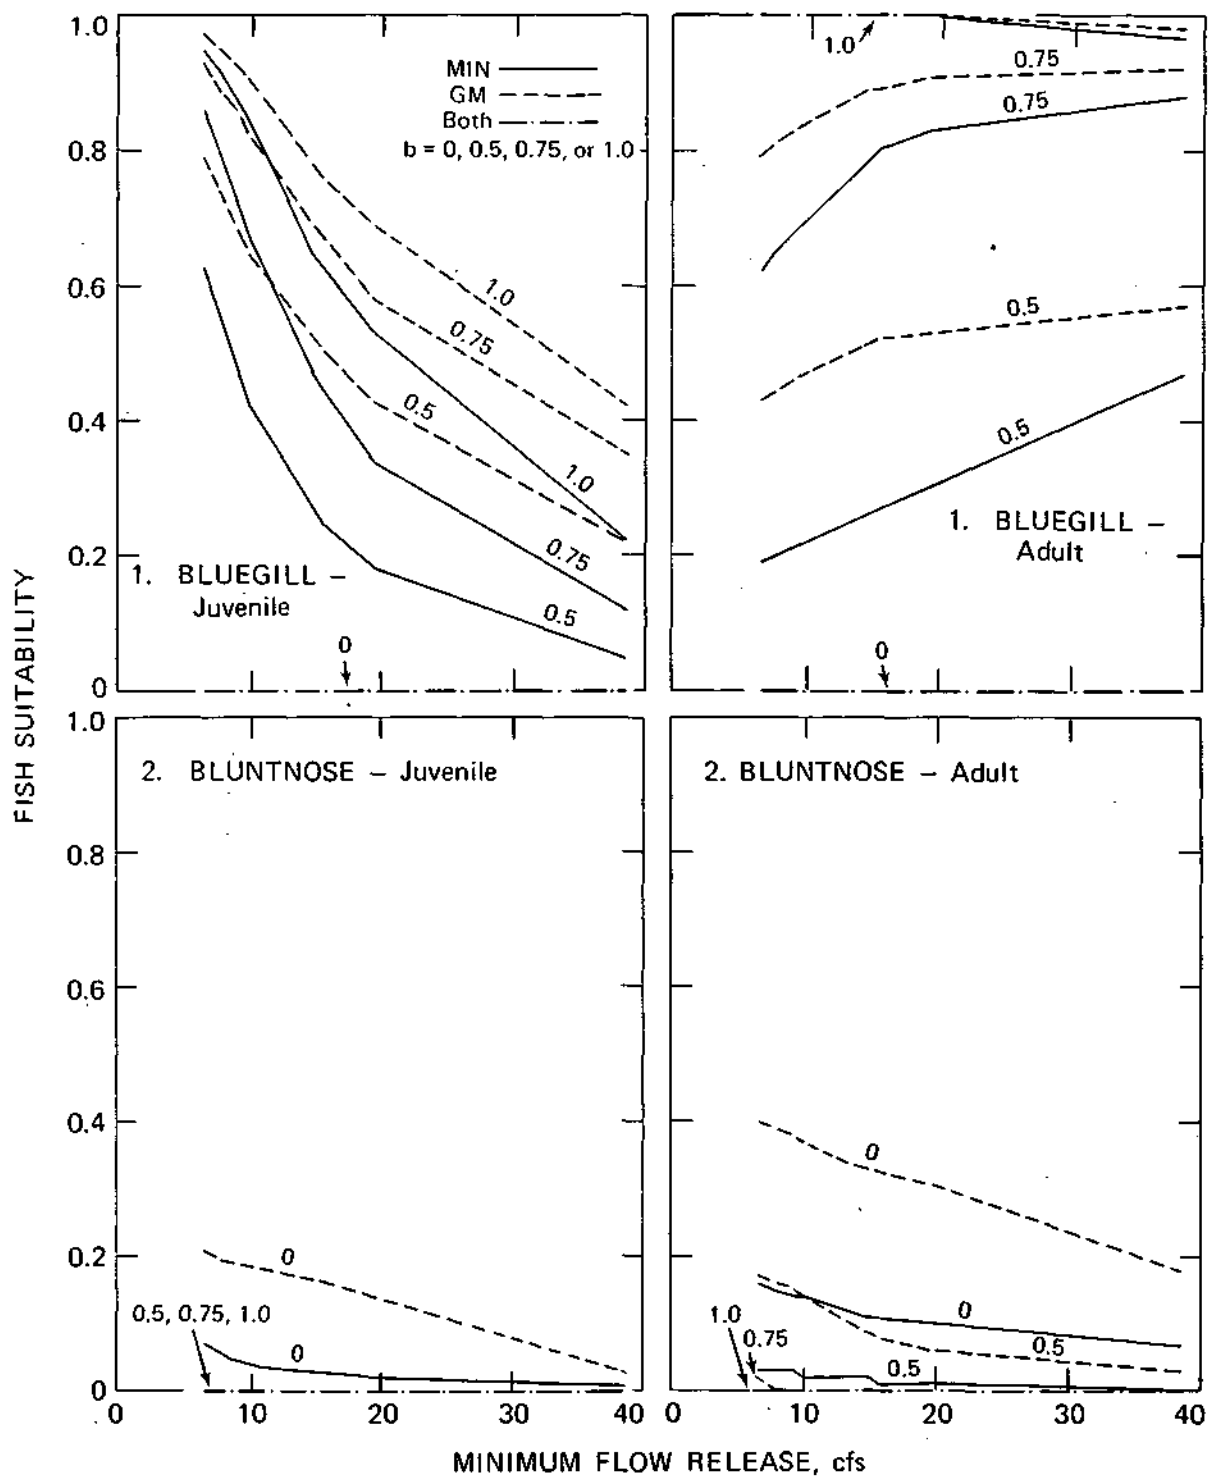 1.0
0.8
0.6
0.4
0.2
0
MIN
GM
Both
b = 0, 0.5, 0.75, or 1.0
1.0
0.75
0.5
1.0
0.75
0.5
0
1. BLUEGILL –
Juvenile
1.0
0.75
0.75
0.5
0.5
0
1. BLUEGILL –
Adult
FISH SUITABILITY
1.0
0.8
0.6
0.4
0.2
0
2. BLUNTNOSE – Juvenile
0
0.5, 0.75, 1.0
0
0 10 20 30 40
2. BLUNTNOSE – Adult
0
1.0
0.75
0
0.5
0.5
0 10 20 30 40
MINIMUM FLOW RELEASE, cfs